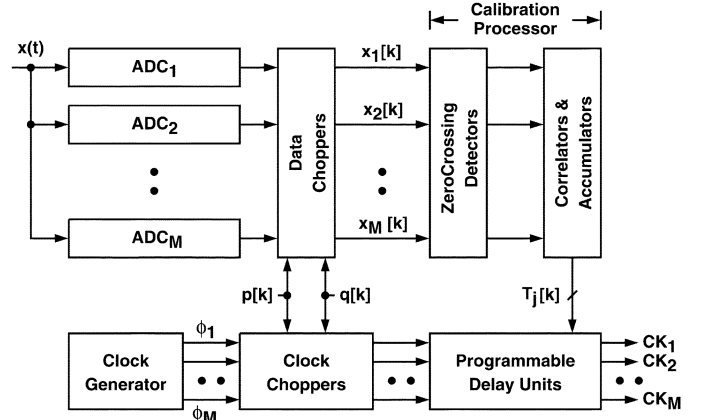 Calibration
Processor
x(t)
ADC1
x1[k]
ADC2
x2[k]
Data
Choppers
ZeroCrossing
Detectors
Correlators &
Accumulators
ADCM
xM [k]
p[k]
q[k]
Tj[k]
ϕ1
Clock
Generator
ϕM
Clock
Choppers
Programmable
Delay Units
CK1
CK2
CKM